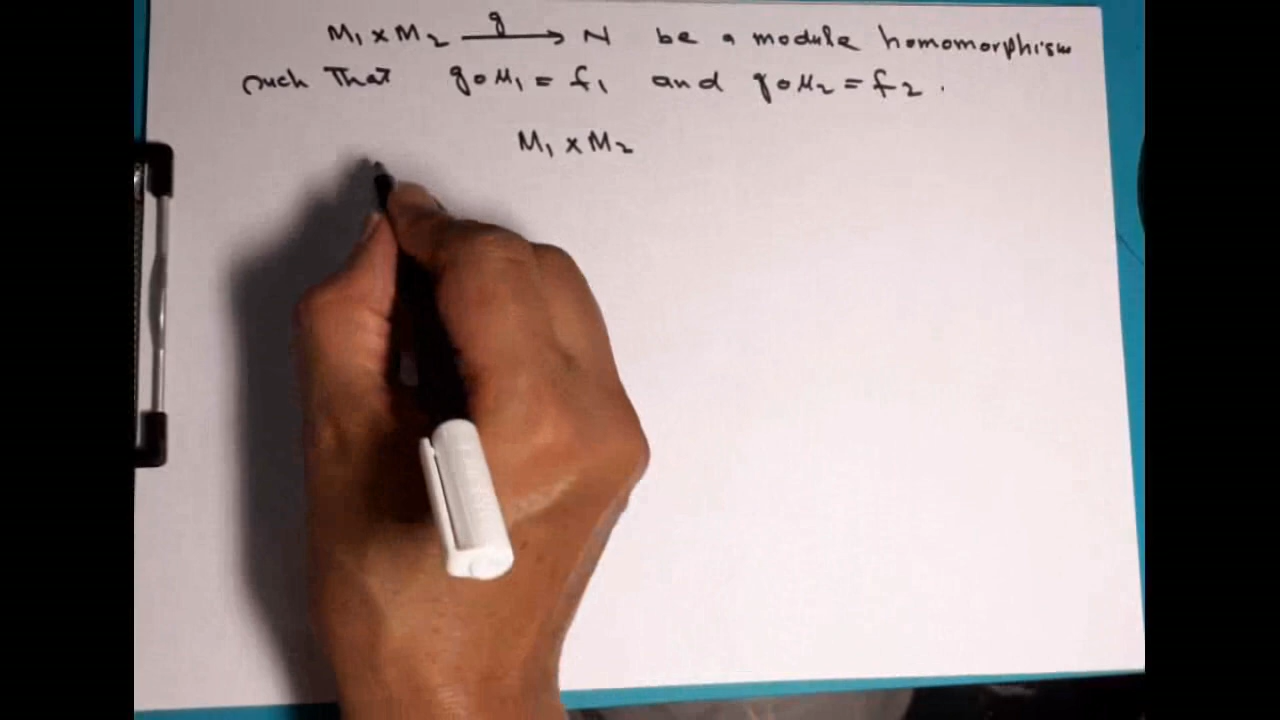 M₁ × M₂ —g→ N be a module homomorphism
such That g∘μ₁ = f₁ and g∘μ₂ = f₂ .
M₁ × M₂